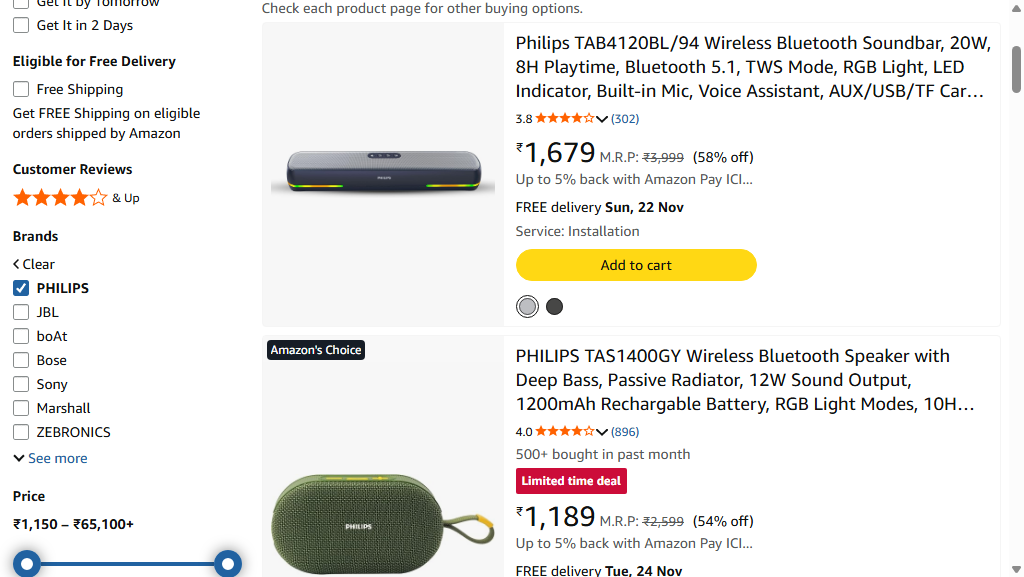 Get It by Tomorrow
Get It in 2 Days
Eligible for Free Delivery
Free Shipping
Get FREE Shipping on eligible
orders shipped by Amazon
Customer Reviews
& Up
Brands
Clear
PHILIPS
JBL
boAt
Bose
Sony
Marshall
ZEBRONICS
See more
Price
₹1,150 – ₹65,100+
Check each product page for other buying options.
PHILIPS
Philips TAB4120BL/94 Wireless Bluetooth Soundbar, 20W,
8H Playtime, Bluetooth 5.1, TWS Mode, RGB Light, LED
Indicator, Built-in Mic, Voice Assistant, AUX/USB/TF Car…
3.8 (302)
₹1,679 M.R.P: ₹3,999 (58% off)
Up to 5% back with Amazon Pay ICI…
FREE delivery Sun, 22 Nov
Service: Installation
Add to cart
Amazon's Choice
PHILIPS
PHILIPS TAS1400GY Wireless Bluetooth Speaker with
Deep Bass, Passive Radiator, 12W Sound Output,
1200mAh Rechargable Battery, RGB Light Modes, 10H…
4.0 (896)
500+ bought in past month
Limited time deal
₹1,189 M.R.P: ₹2,599 (54% off)
Up to 5% back with Amazon Pay ICI…
FREE delivery Tue, 24 Nov